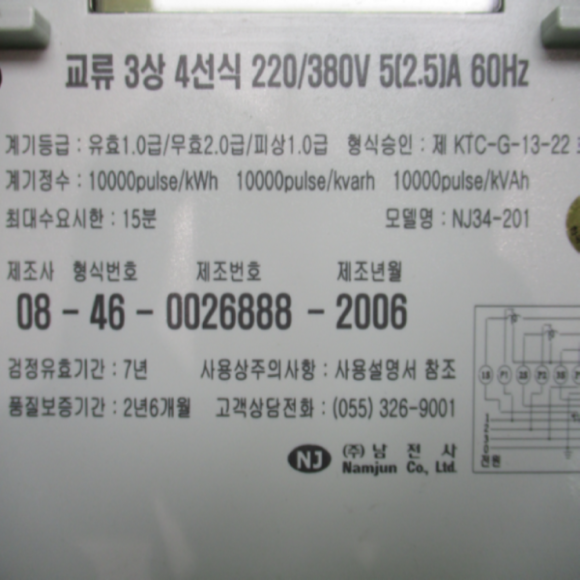 교류 3상 4선식 220/380V 5(2.5)A 60Hz
계기등급 : 유효1.0급/무효2.0급/피상1.0급 형식승인 : 제 KTC-G-13-22
계기정수 : 10000pulse/kWh 10000pulse/kvarh 10000pulse/kVAh
최대수요시한 : 15분 모델명 : NJ34-201
제조사 형식번호 제조번호 제조년월
08 - 46 - 0026888 - 2006
검정유효기간 : 7년 사용상주의사항 : 사용설명서 참조
품질보증기간 : 2년6개월 고객상담전화 : (055) 326-9001
NJ (주) 남 전 사
Namjun Co., Ltd.
전원